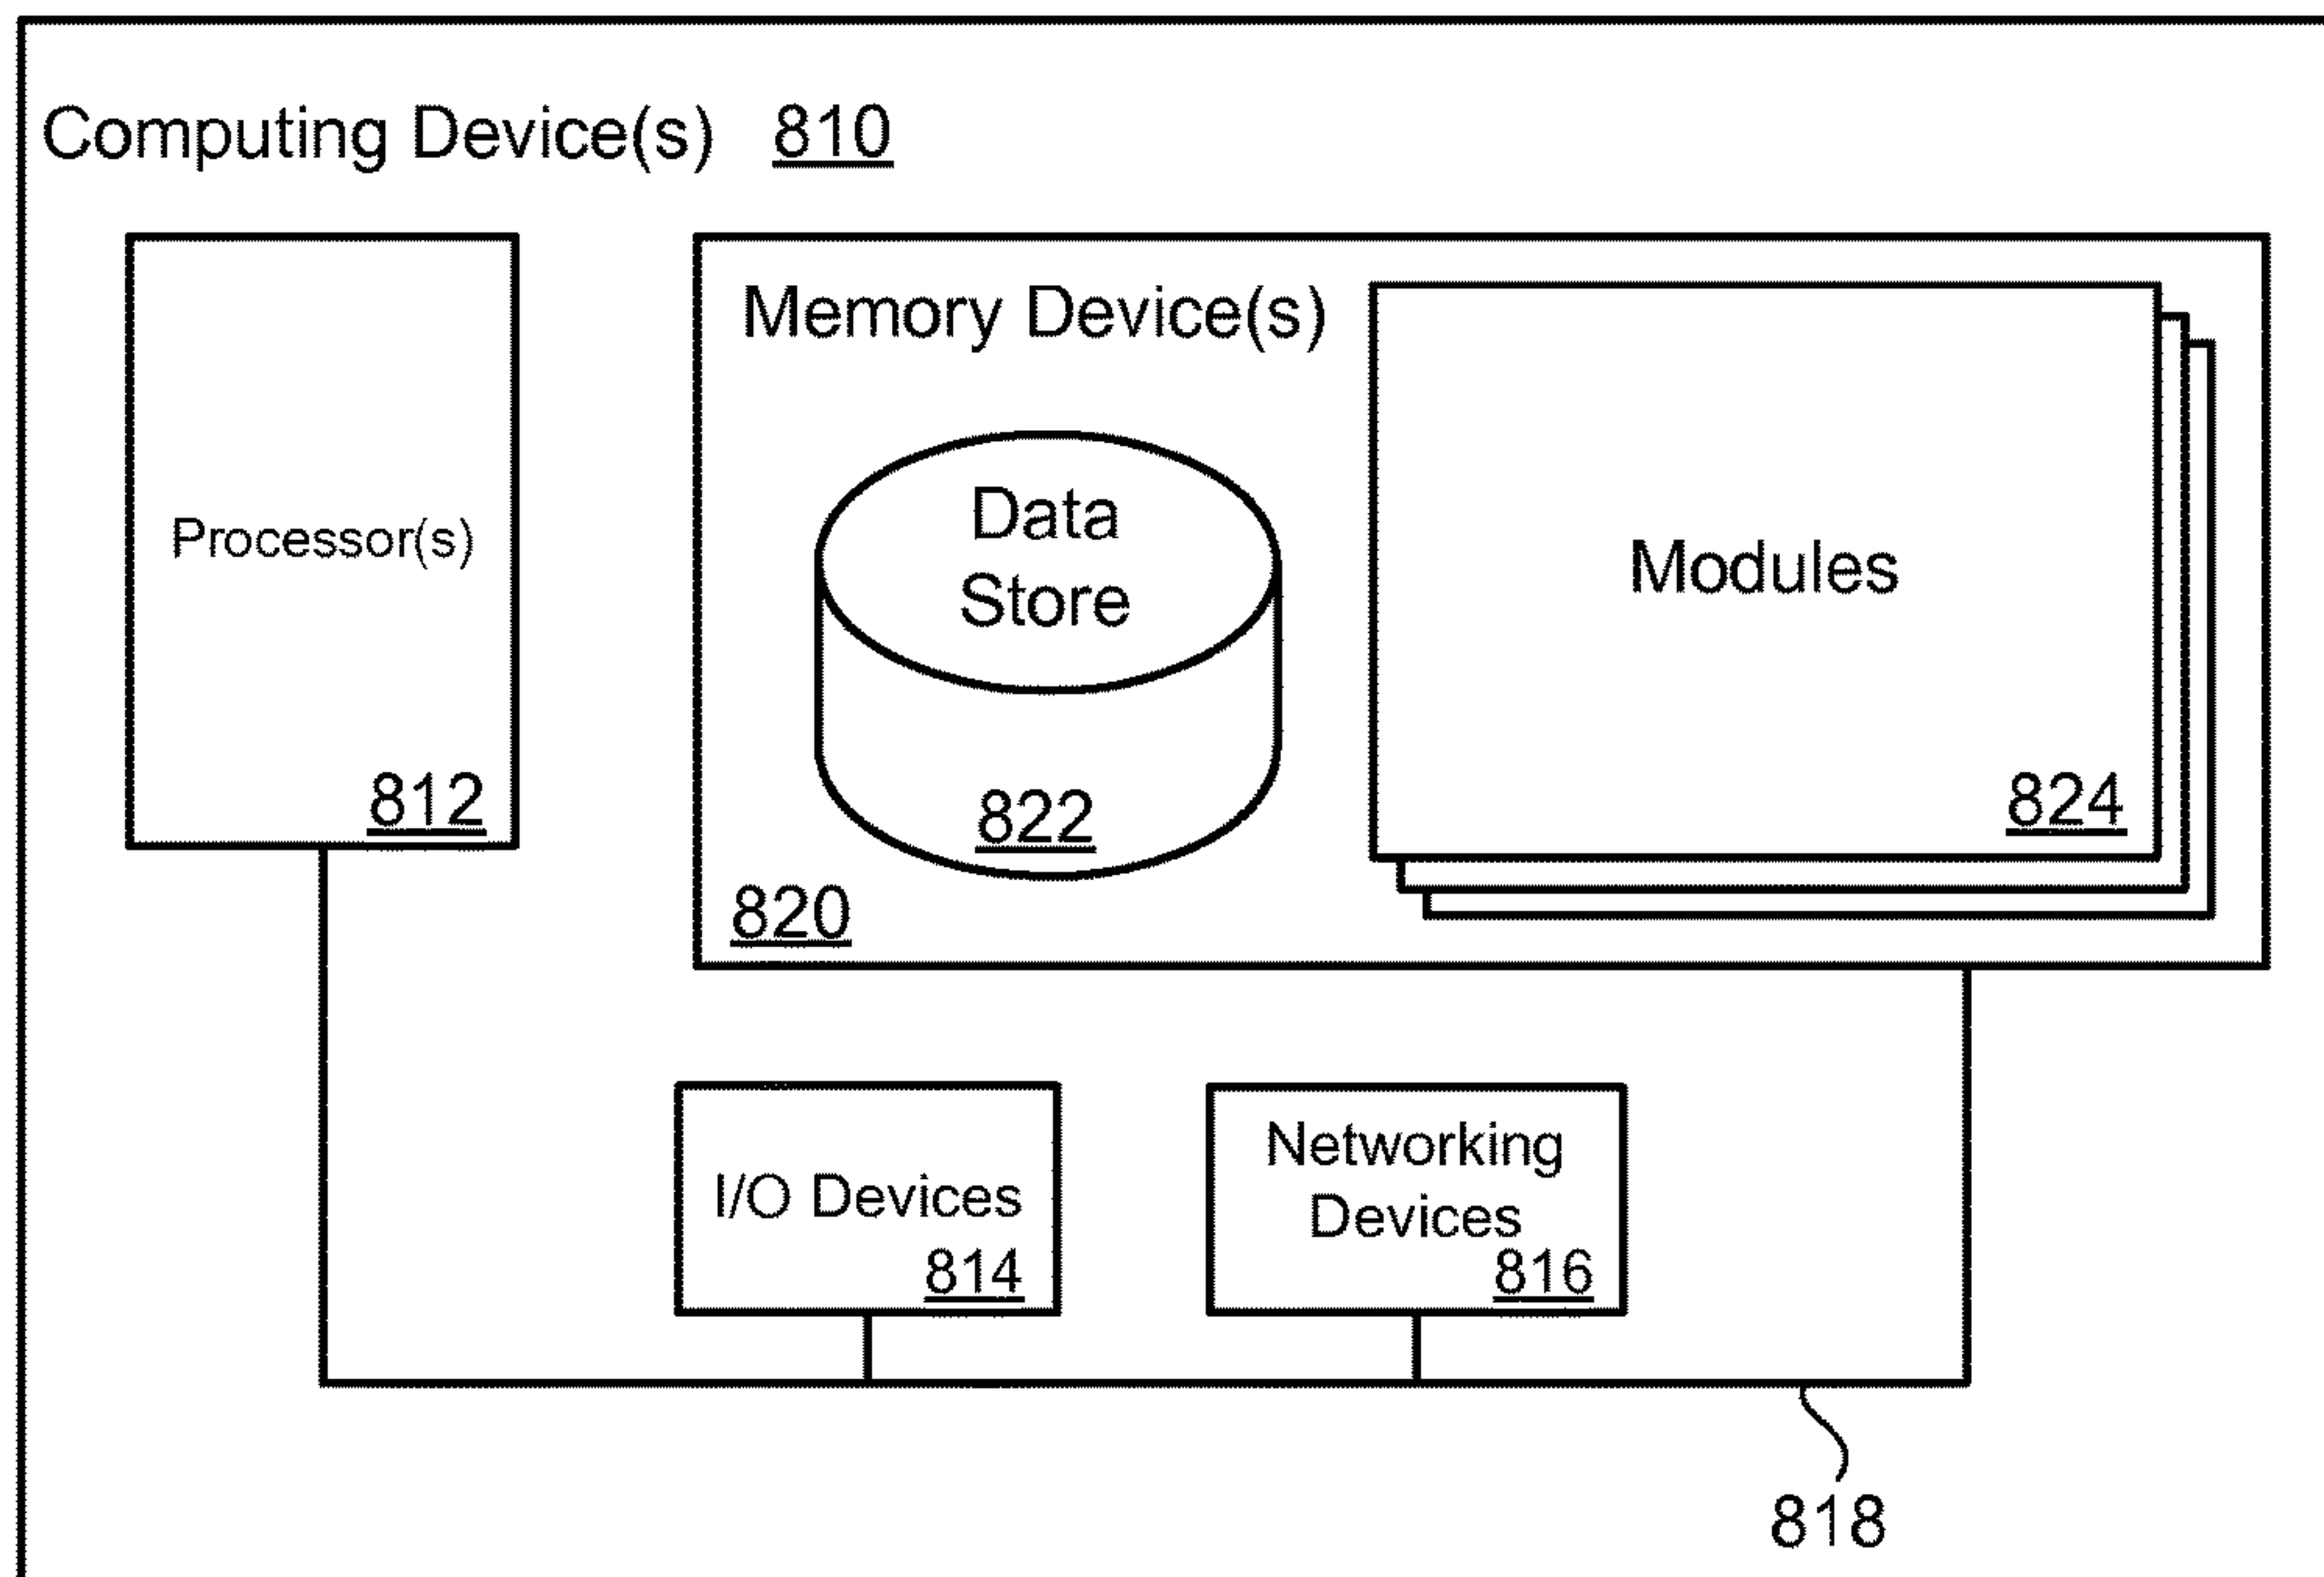 Computing Device(s) 810
Processor(s)
812
Memory Device(s)
Data
Store
822
820
Modules
824
I/O Devices
814
Networking
Devices
816
818